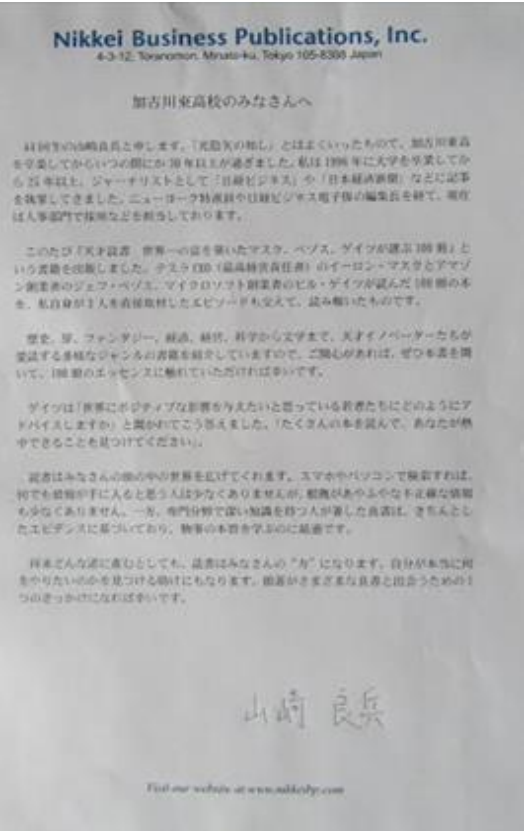 Nikkei Business Publications, Inc.
4-3-12, Toranomon, Minato-ku, Tokyo 105-8308 Japan
加古川東高校のみなさんへ
回生の山崎良兵と申します。「光陰矢の如し」とはよくいったもので、加古川東高
を卒業してからいつの間にか30年以上が過ぎました。私は1996年に大学を卒業してか
ら25年以上、ジャーナリストとして「日経ビジネス」や「日本経済新聞」などに記事
を執筆してきました。ニューヨーク特派員や日経ビジネス電子版の編集長を経て、現在
は人事部門で採用などを担当しております。
このたび『天才読書 世界一の富を築いたマスク、ベゾス、ゲイツが選ぶ100冊』と
いう書籍を出版しました。テスラCEO(最高経営責任者)のイーロン・マスクとアマゾ
ン創業者のジェフ・ベゾス、マイクロソフト創業者のビル・ゲイツが読んだ100冊の本
を、私自身が3人を直接取材したエピソードも交えて、読み解いたものです。
歴史、SF、ファンタジー、経済、経営、科学から文学まで、天才イノベーターたちが
愛読する多様なジャンルの書籍を紹介していますので、ご関心があれば、ぜひ本書を開
いて、100冊のエッセンスに触れていただければ幸いです。
ゲイツは「世界にポジティブな影響を与えたいと思っている若者たちにどのようにア
ドバイスしますか」と聞かれてこう答えました。「たくさんの本を読んで、あなたが熱
中できることを見つけてください」。
読書はみなさんの頭の中の世界を広げてくれます。スマホやパソコンで検索すれば、
何でも情報が手に入ると思う人は少なくありませんが、根拠があやふやな不正確な情報
も少なくありません。一方、専門分野で深い知識を持つ人が著した良書は、きちんとし
たエビデンスに基づいており、物事の本質を学ぶのに最適です。
将来どんな道に進むとしても、読書はみなさんの“力”になります。自分が本当に何
をやりたいのかを見つける助けにもなります。拙著がさまざまな良書と出会うための1
つのきっかけになれば幸いです。
山崎 良兵
Visit our website at www.nikkeibp.com